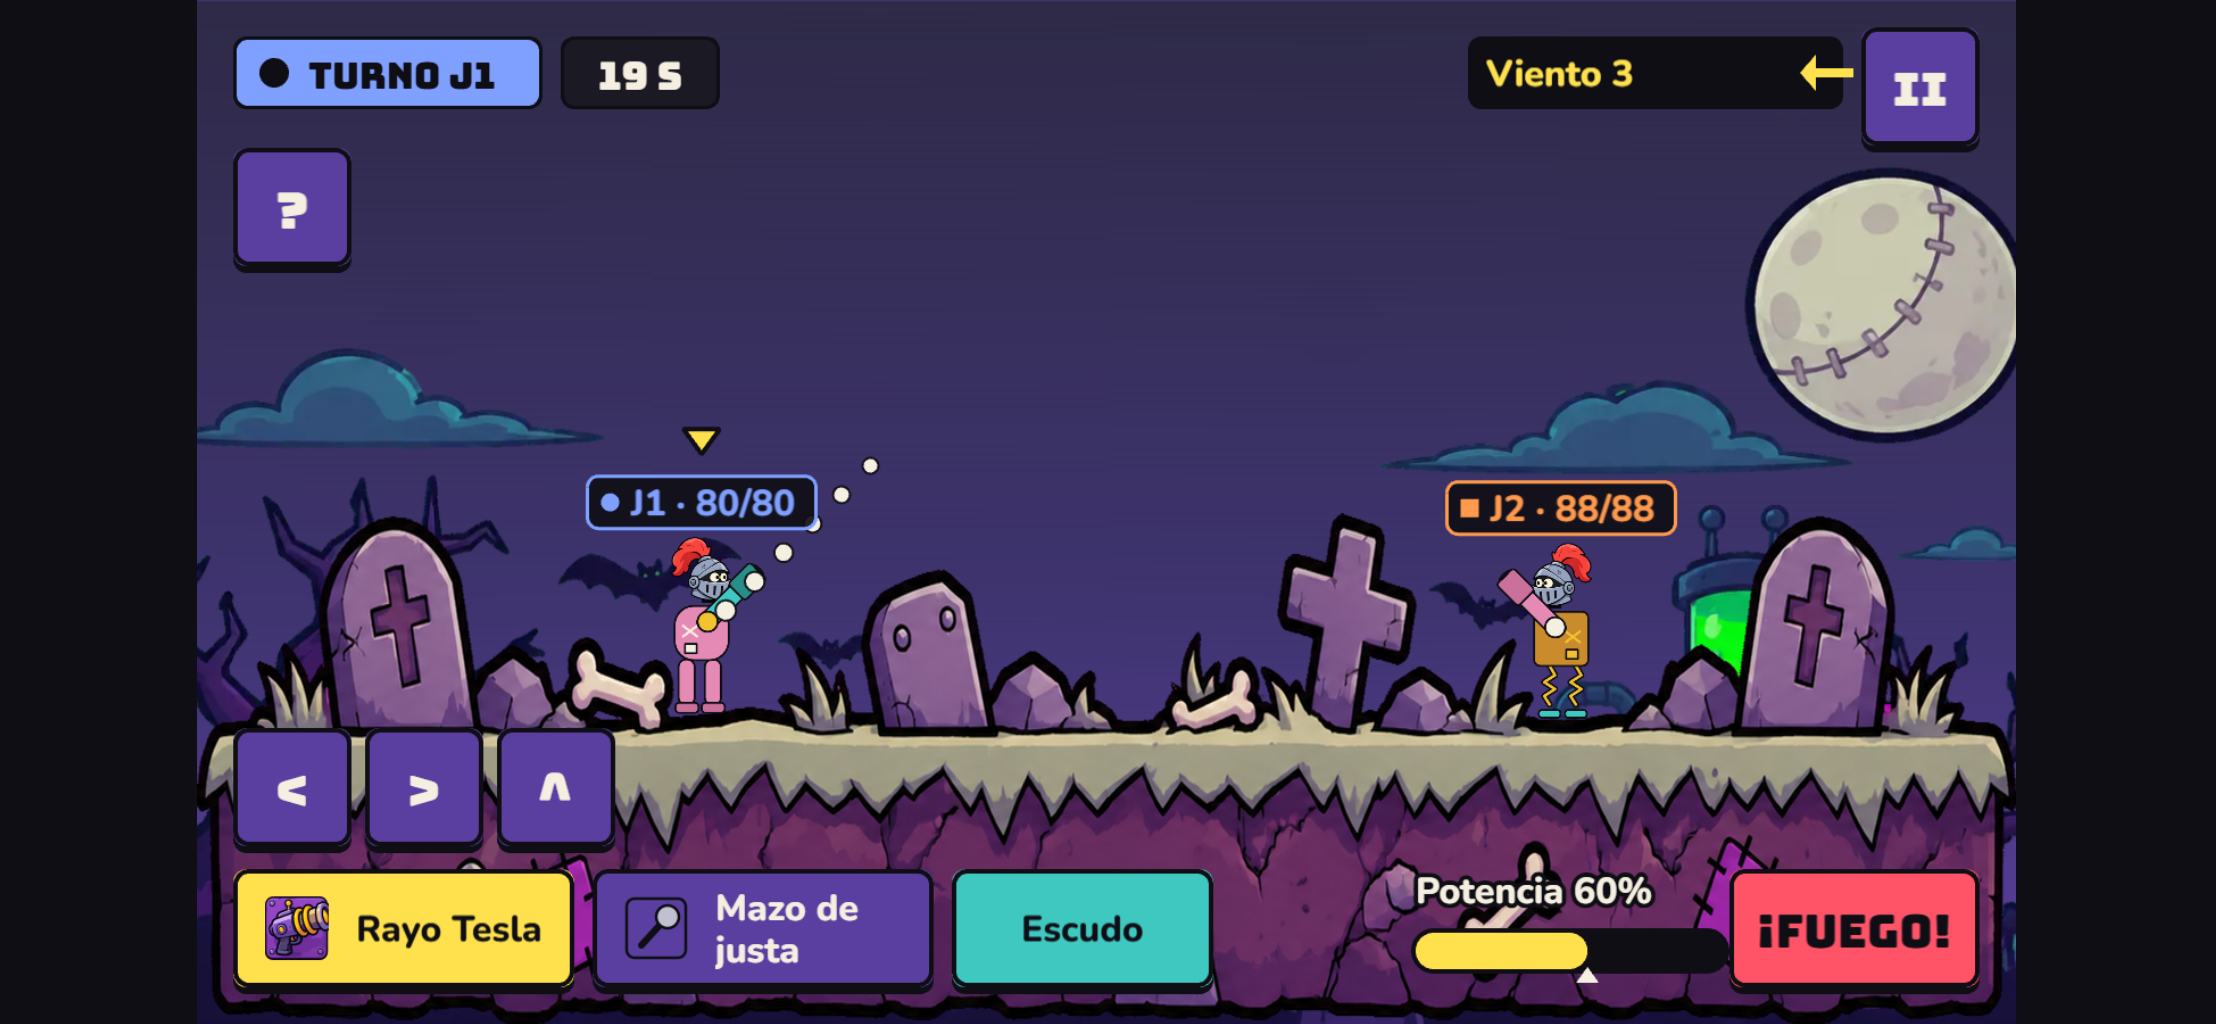 TURNO J1
19 S
Viento 3
II
?
J1 · 80/80
J2 · 88/88
< > ^
Rayo Tesla
Mazo de
justa
Escudo
Potencia 60%
¡FUEGO!